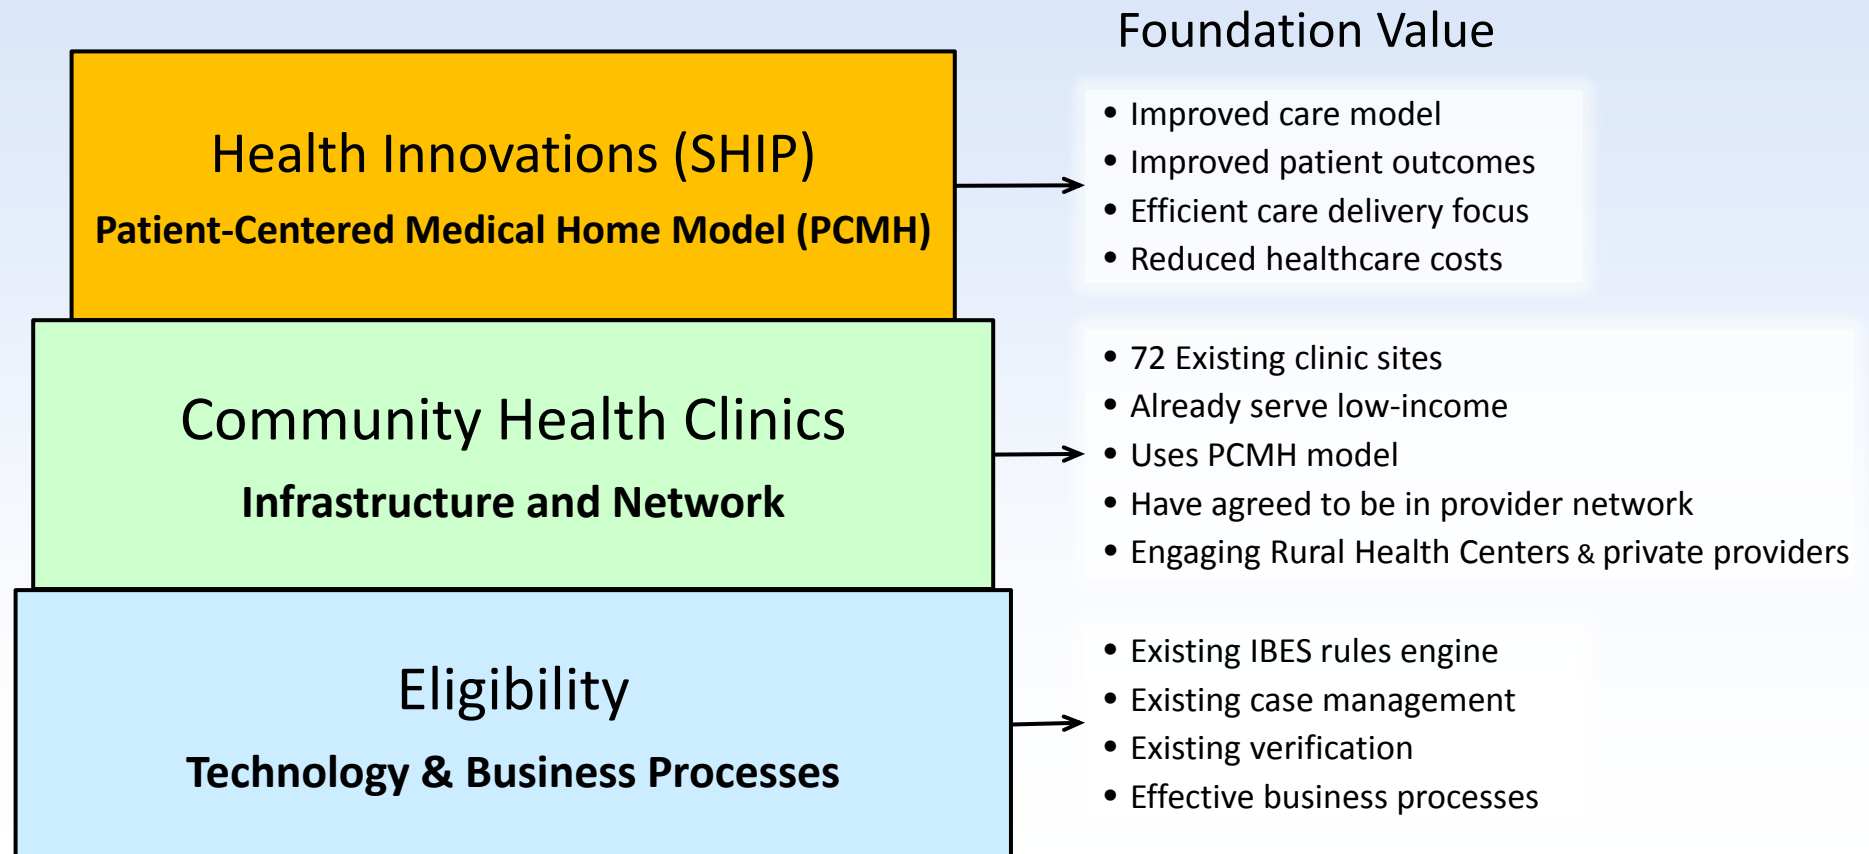 Foundation Value
Health Innovations (SHIP)
Patient-Centered Medical Home Model (PCMH)
• Improved care model
• Improved patient outcomes
• Efficient care delivery focus
• Reduced healthcare costs
Community Health Clinics
Infrastructure and Network
• 72 Existing clinic sites
• Already serve low-income
• Uses PCMH model
• Have agreed to be in provider network
• Engaging Rural Health Centers & private providers
Eligibility
Technology & Business Processes
• Existing IBES rules engine
• Existing case management
• Existing verification
• Effective business processes